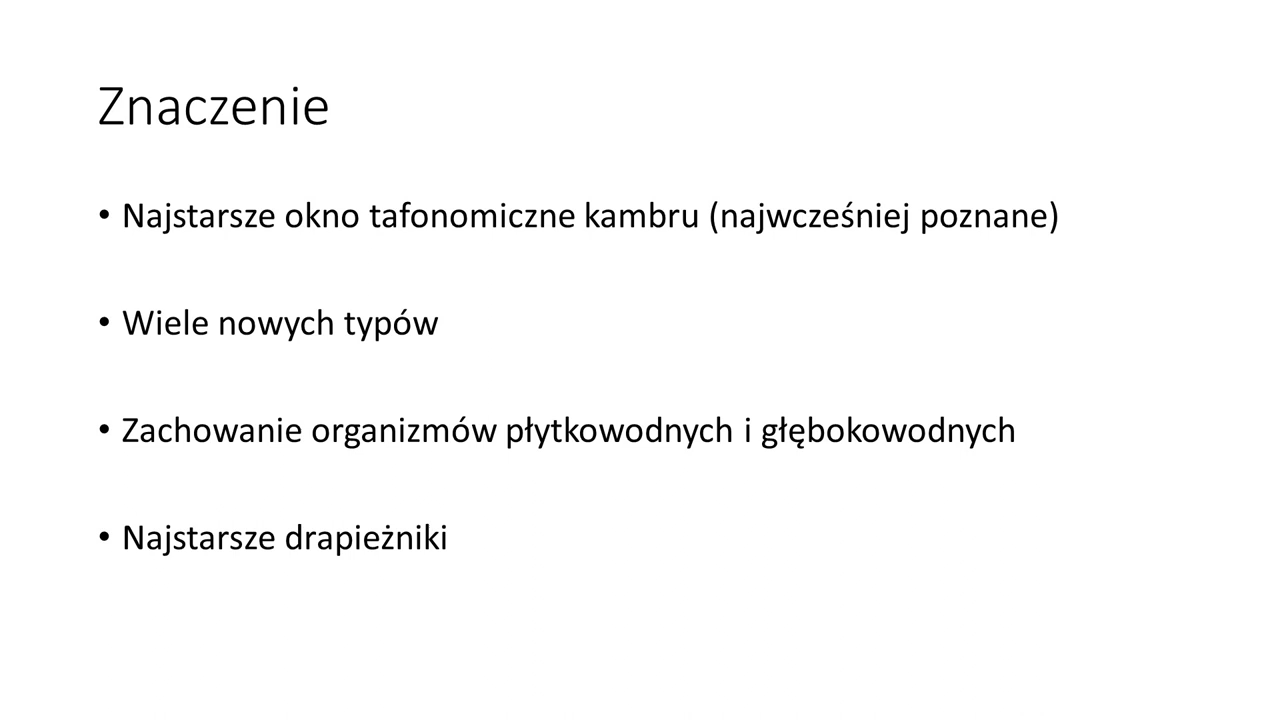 Znaczenie
• Najstarsze okno tafonomiczne kambru (najwcześniej poznane)
• Wiele nowych typów
• Zachowanie organizmów płytkowodnych i głębokowodnych
• Najstarsze drapieżniki